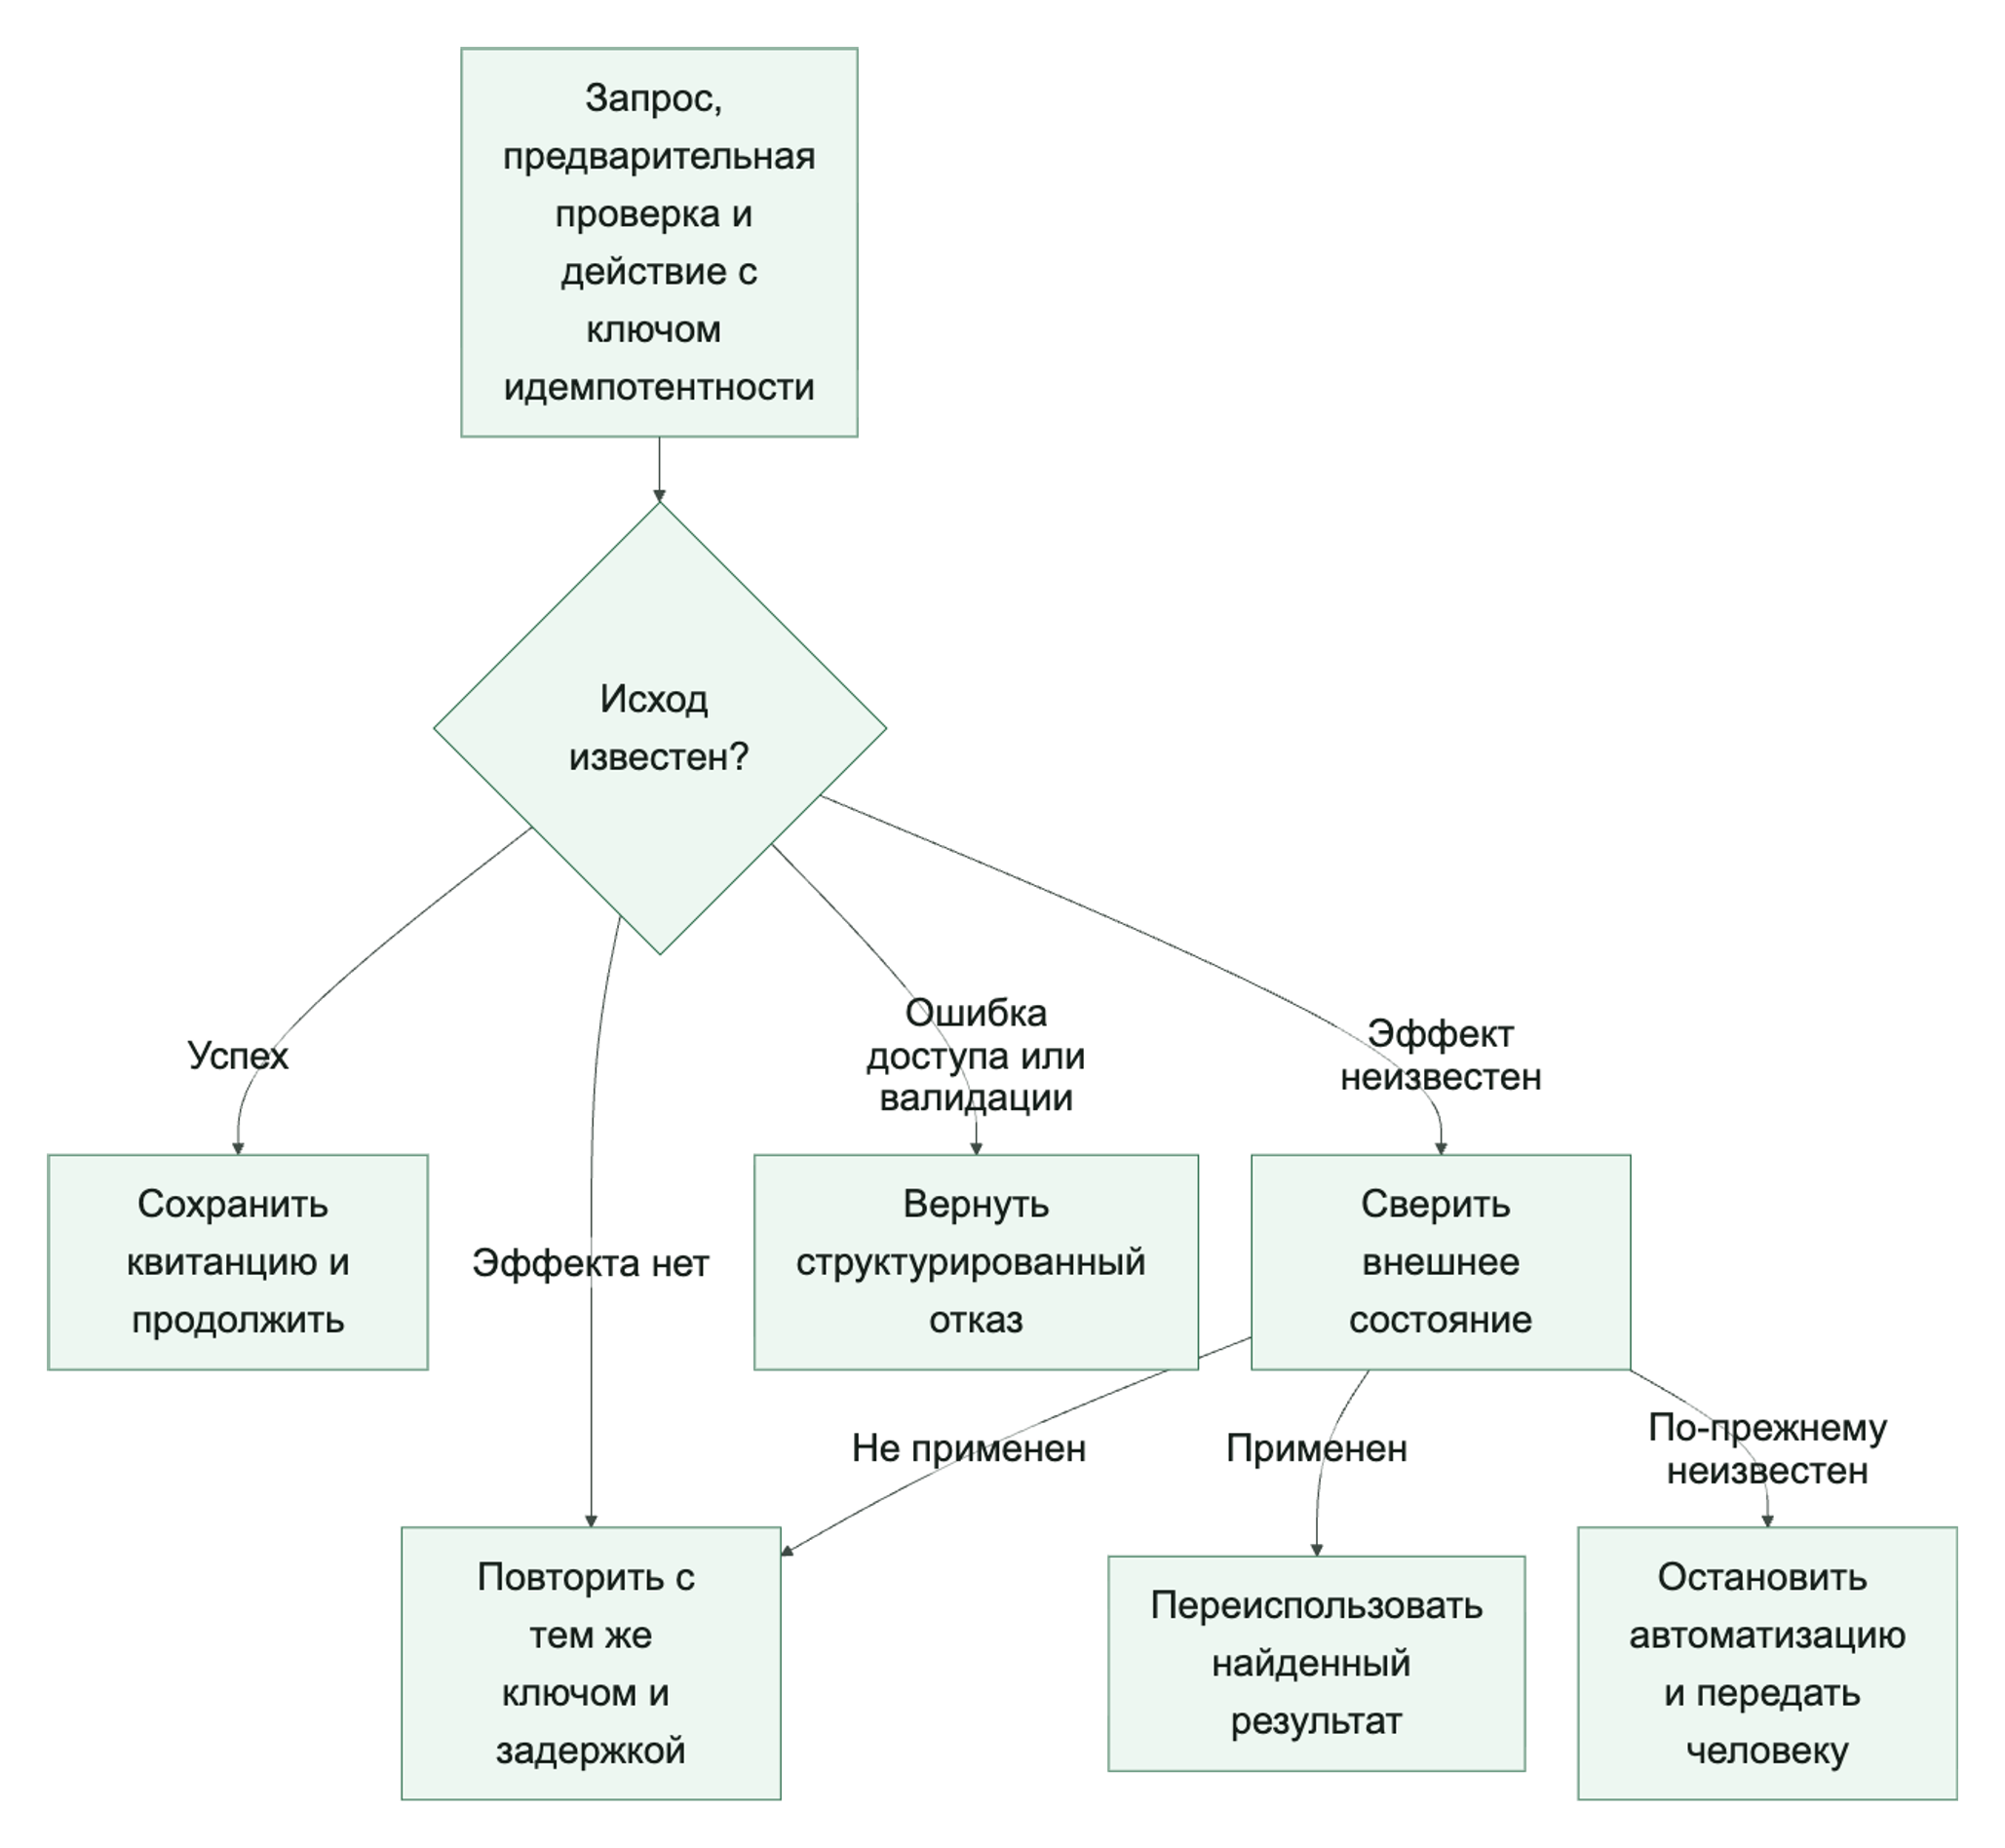 Запрос,
предварительная
проверка и
действие с
ключом
идемпотентности
Исход
известен?
Успех
Эффекта нет
Ошибка
доступа или
валидации
Эффект
неизвестен
Сохранить
квитанцию и
продолжить
Вернуть
структурированный
отказ
Сверить
внешнее
состояние
Не применен
Применен
По-прежнему
неизвестен
Повторить с
тем же
ключом и
задержкой
Переиспользовать
найденный
результат
Остановить
автоматизацию
и передать
человеку